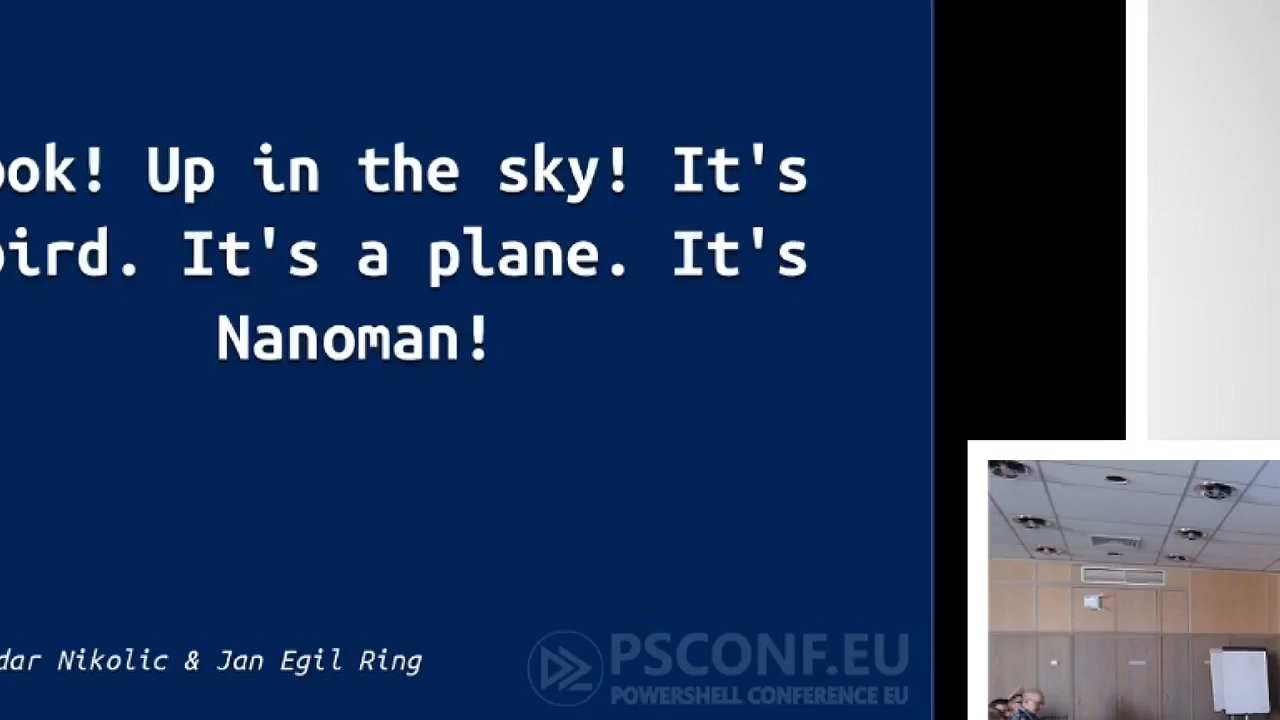 ook! Up in the sky! It's
bird. It's a plane. It's
Nanoman!
dar Nikolic & Jan Egil Ring
PSCONF.EU
POWERSHELL CONFERENCE EU